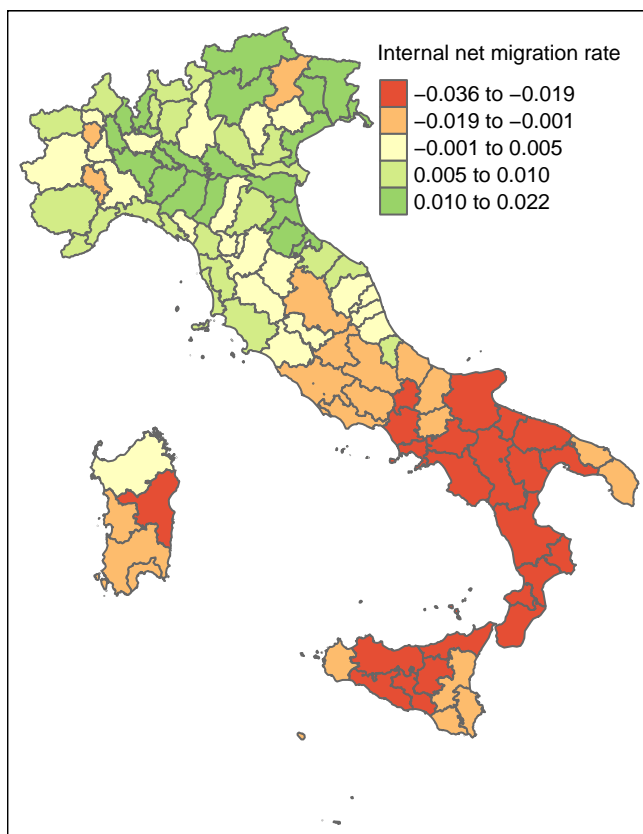 Internal net migration rate
−0.036 to −0.019
−0.019 to −0.001
−0.001 to 0.005
0.005 to 0.010
0.010 to 0.022